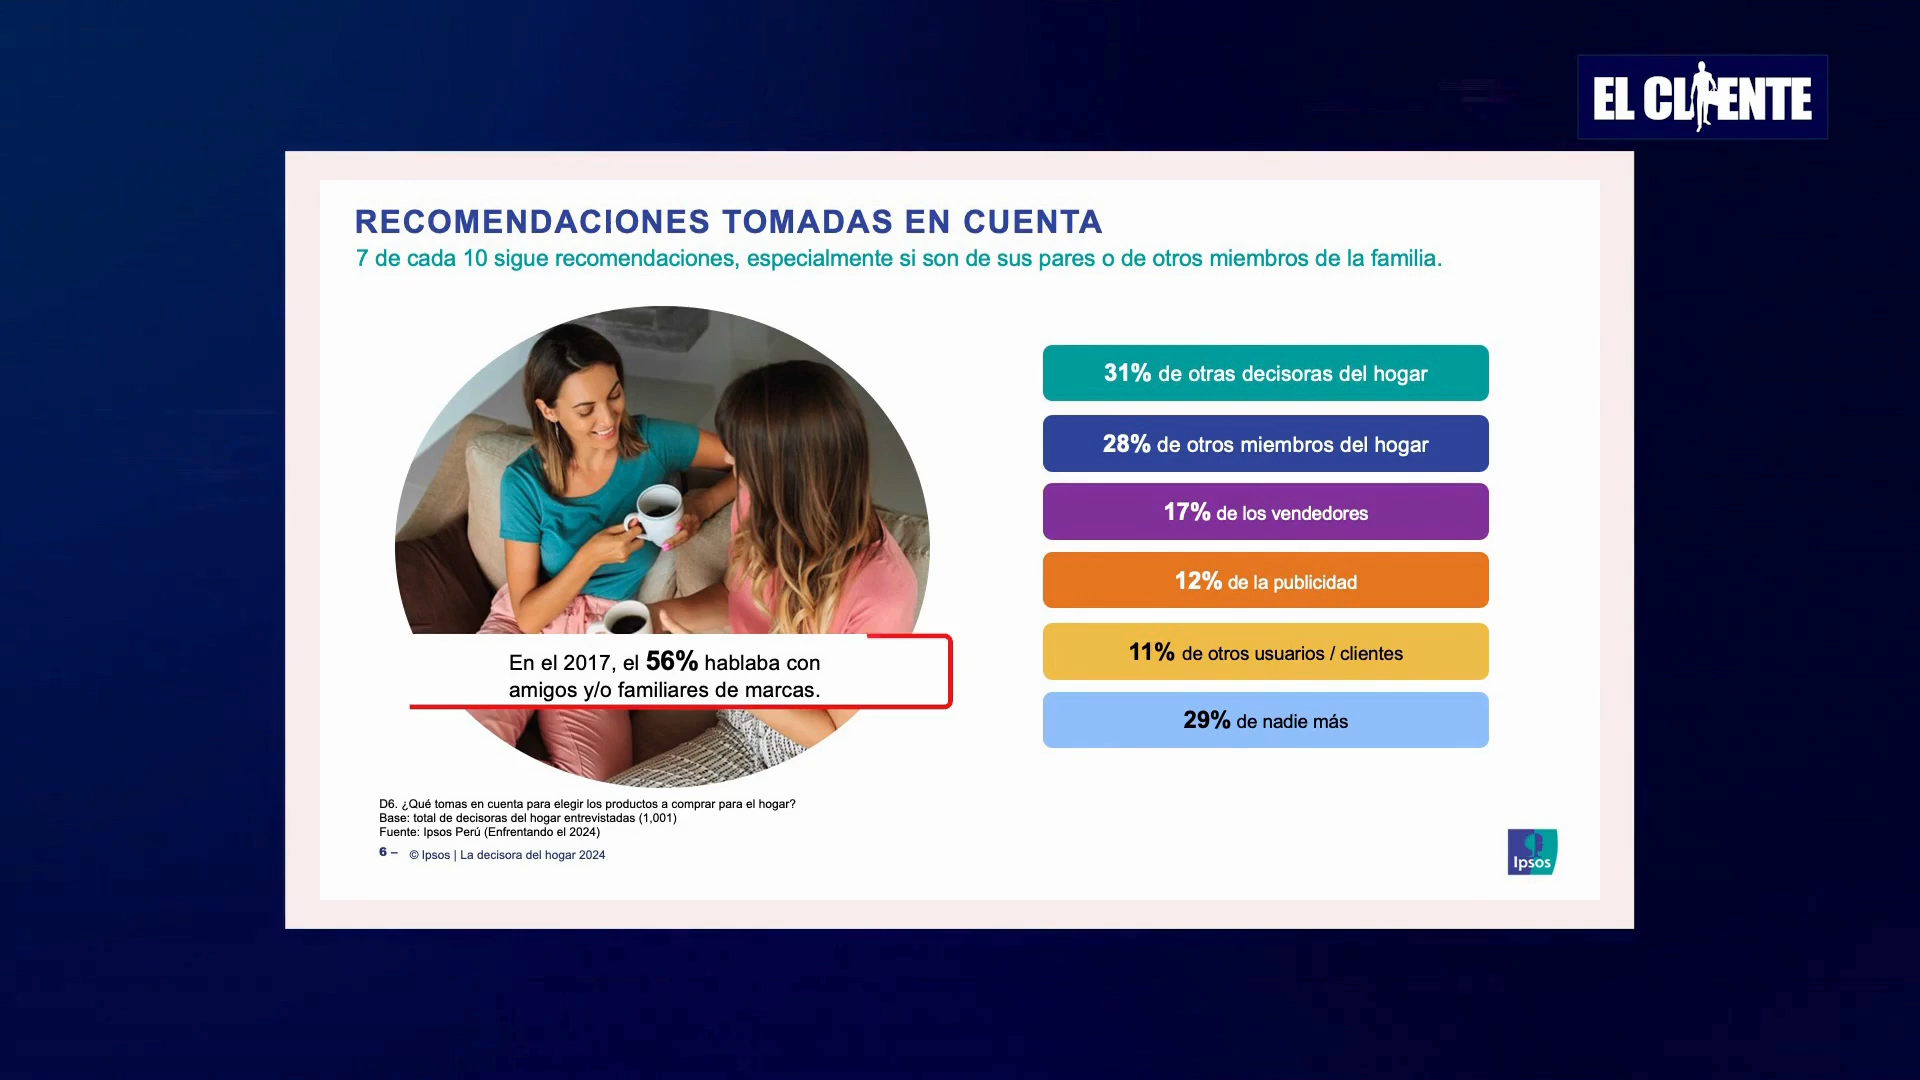 EL CLIENTE
RECOMENDACIONES TOMADAS EN CUENTA
7 de cada 10 sigue recomendaciones, especialmente si son de sus pares o de otros miembros de la familia.
31% de otras decisoras del hogar
28% de otros miembros del hogar
17% de los vendedores
12% de la publicidad
11% de otros usuarios / clientes
29% de nadie más
En el 2017, el 56% hablaba con
amigos y/o familiares de marcas.
D6. ¿Qué tomas en cuenta para elegir los productos a comprar para el hogar?
Base: total de decisoras del hogar entrevistadas (1,001)
Fuente: Ipsos Perú (Enfrentando el 2024)
6 – © Ipsos | La decisora del hogar 2024
Ipsos